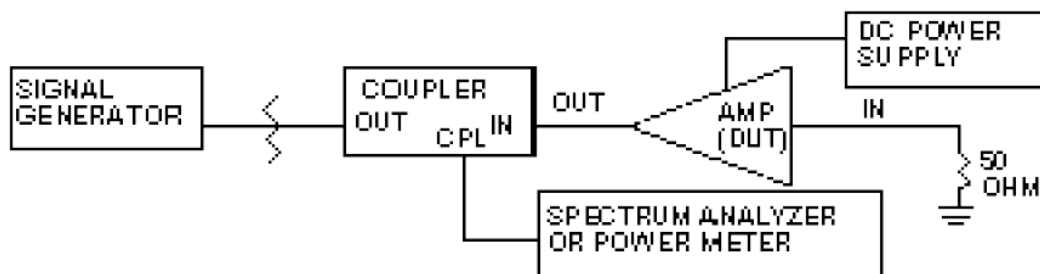 SIGNAL
GENERATOR
COUPLER
OUT
CPL
IN
OUT
AMP
(DUT)
DC POWER
SUPPLY
IN
50
OHM
SPECTRUM ANALYZER
OR POWER METER